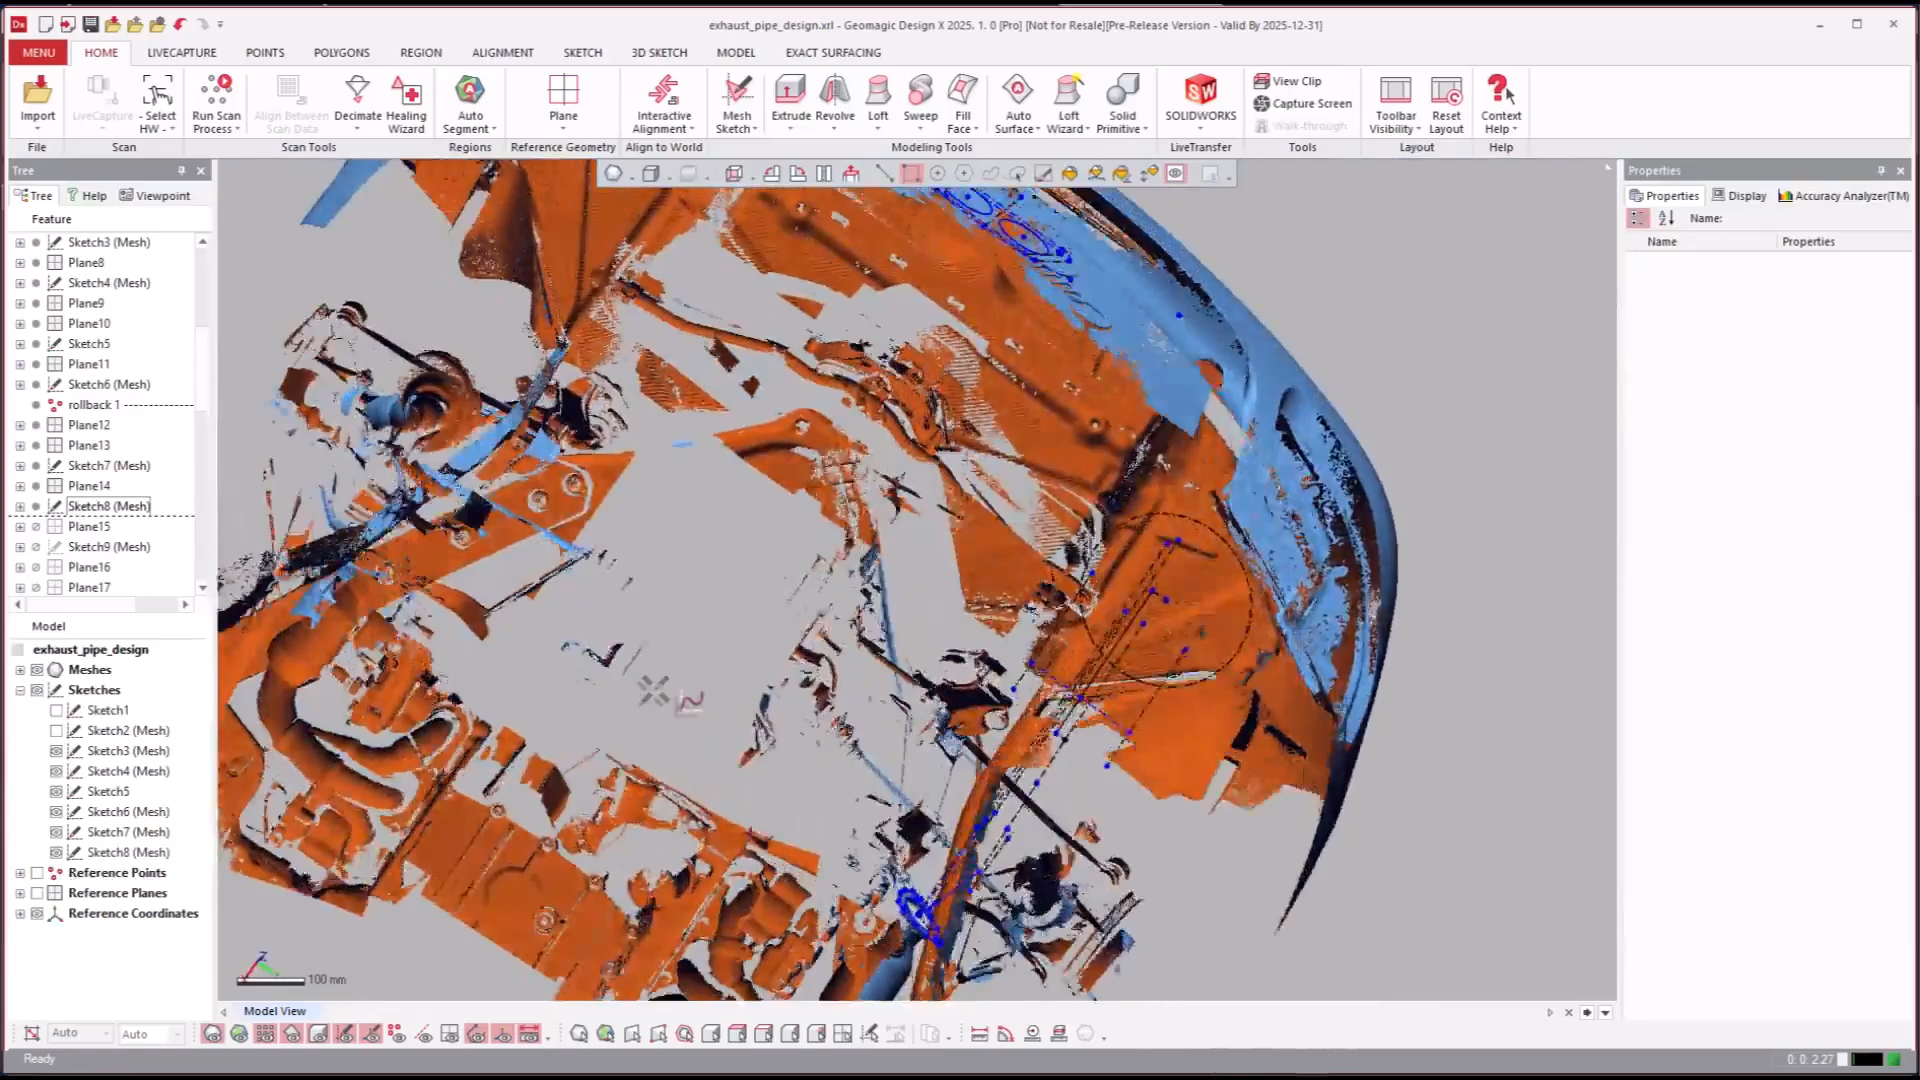 Dx
exhaust_pipe_design.xrl - Geomagic Design X 2025. 1. 0 [Pro] [Not for Resale][Pre-Release Version - Valid By 2025-12-31]
MENU HOME LIVECAPTURE POINTS POLYGONS REGION ALIGNMENT SKETCH 3D SKETCH MODEL EXACT SURFACING
Import
LiveCapture
Select HW
Run Scan Process
Align Between Scan Data
Decimate
Healing Wizard
Auto Segment
Plane
Interactive Alignment
Mesh Sketch
Extrude
Revolve
Loft
Sweep
Fill Face
Auto Surface
Loft Wizard
Solid Primitive
SW
SOLIDWORKS
View Clip
Capture Screen
Walk-through
Toolbar Visibility
Reset Layout
Context Help
File Scan Scan Tools Regions Reference Geometry Align to World Modeling Tools LiveTransfer Tools Layout Help
Tree
Tree Help Viewpoint
Feature
Sketch3 (Mesh)
Plane8
Sketch4 (Mesh)
Plane9
Plane10
Sketch5
Plane11
Sketch6 (Mesh)
rollback 1
Plane12
Plane13
Sketch7 (Mesh)
Plane14
Sketch8 (Mesh)
Plane15
Sketch9 (Mesh)
Plane16
Plane17
Model
exhaust_pipe_design
Meshes
Sketches
Sketch1
Sketch2 (Mesh)
Sketch3 (Mesh)
Sketch4 (Mesh)
Sketch5
Sketch6 (Mesh)
Sketch7 (Mesh)
Sketch8 (Mesh)
Reference Points
Reference Planes
Reference Coordinates
Z
100 mm
Model View
Properties
Properties Display Accuracy Analyzer(TM)
Name:
Name Properties
Auto Auto
Ready
0: 0: 2.27